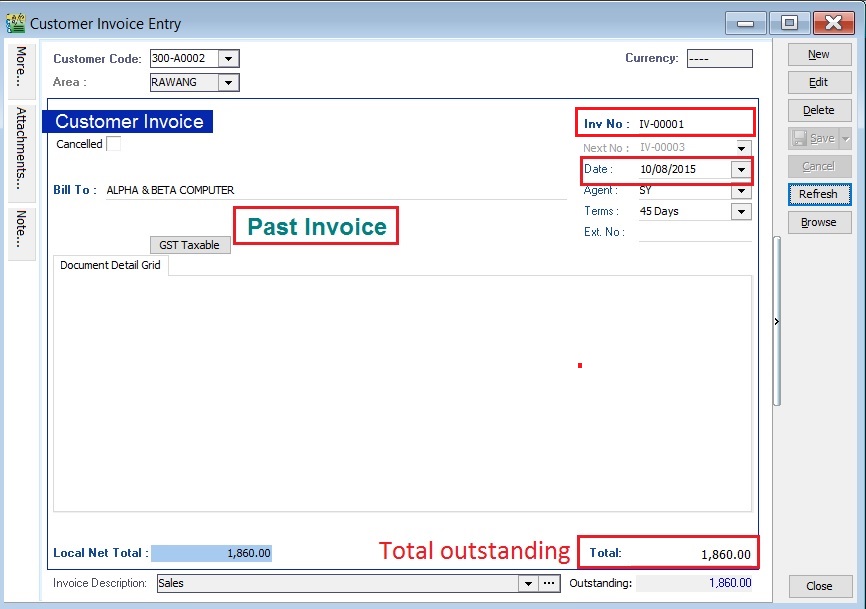 Customer Invoice Entry
More...
Attachments...
Note...
Customer Code: 300-A0002
Currency: ----
Area : RAWANG
Customer Invoice
Cancelled
Inv No : IV-00001
Next No : IV-00003
Date : 10/08/2015
Bill To : ALPHA & BETA COMPUTER
Agent : SY
Terms : 45 Days
Ext. No :
Past Invoice
GST Taxable
Document Detail Grid
Local Net Total : 1,860.00
Total outstanding
Total: 1,860.00
Invoice Description: Sales
Outstanding: 1,860.00
New
Edit
Delete
Save
Cancel
Refresh
Browse
Close